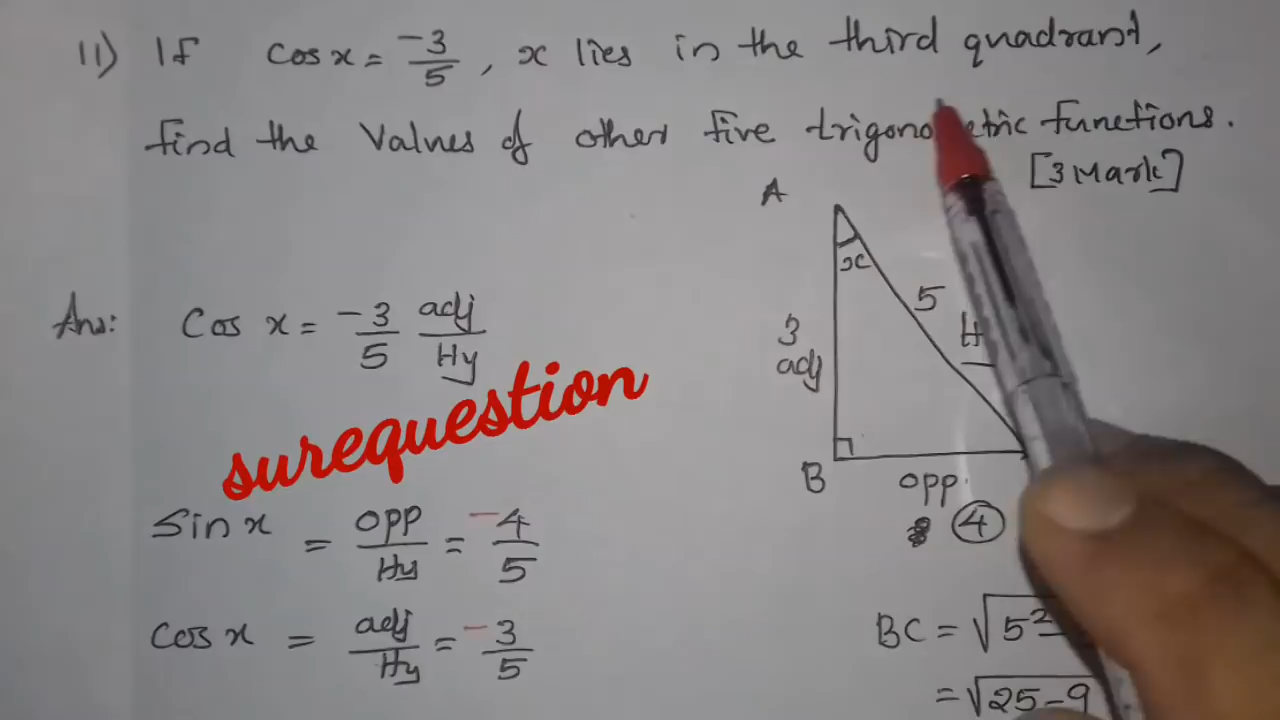 11) If Cos x = -3/5, x lies in the third quadrant,
find the Values of other five trigonometric functions.
[3 Mark]
A
x
5
H
3
adj
B
opp.
4
Ans: Cos x = -3/5 adj/Hy
surequestion
Sin x = opp/Hy = -4/5
Cos x = adj/Hy = -3/5
BC = √5²
= √25-9